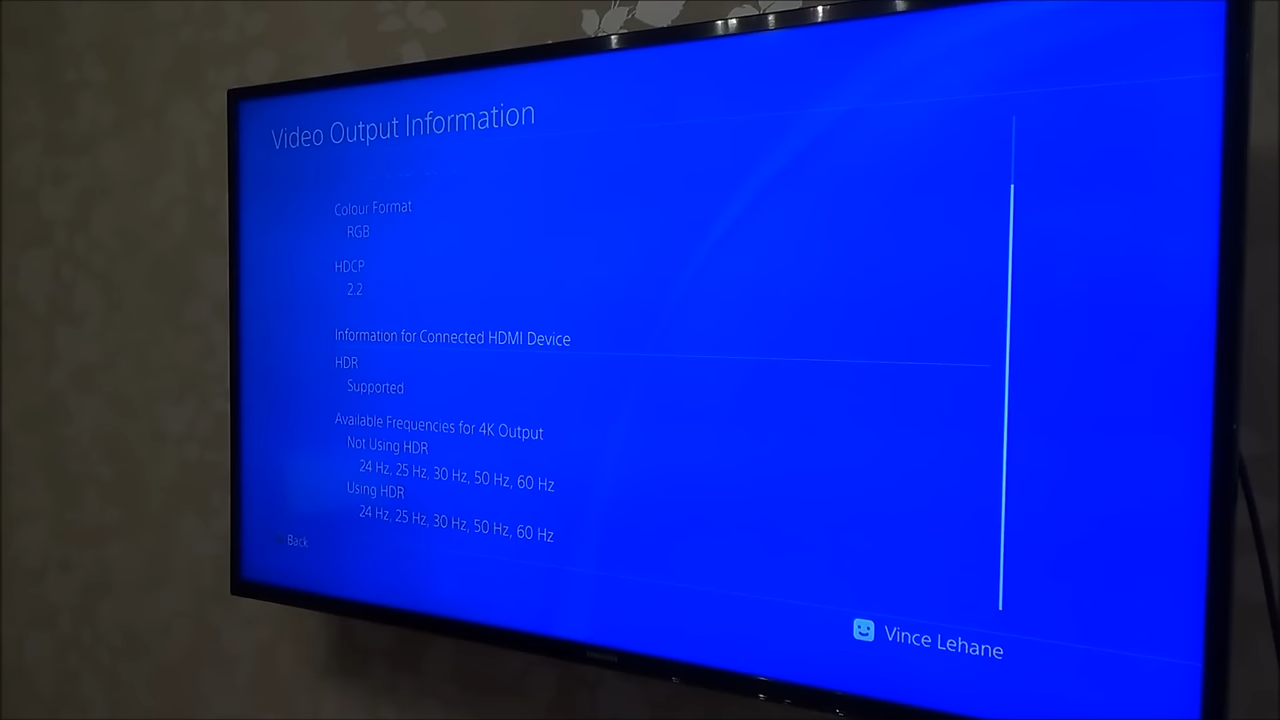 Video Output Information
Colour Format
RGB
HDCP
2.2
Information for Connected HDMI Device
HDR
Supported
Available Frequencies for 4K Output
Not Using HDR
24 Hz, 25 Hz, 30 Hz, 50 Hz, 60 Hz
Using HDR
24 Hz, 25 Hz, 30 Hz, 50 Hz, 60 Hz
Back
Vince Lehane